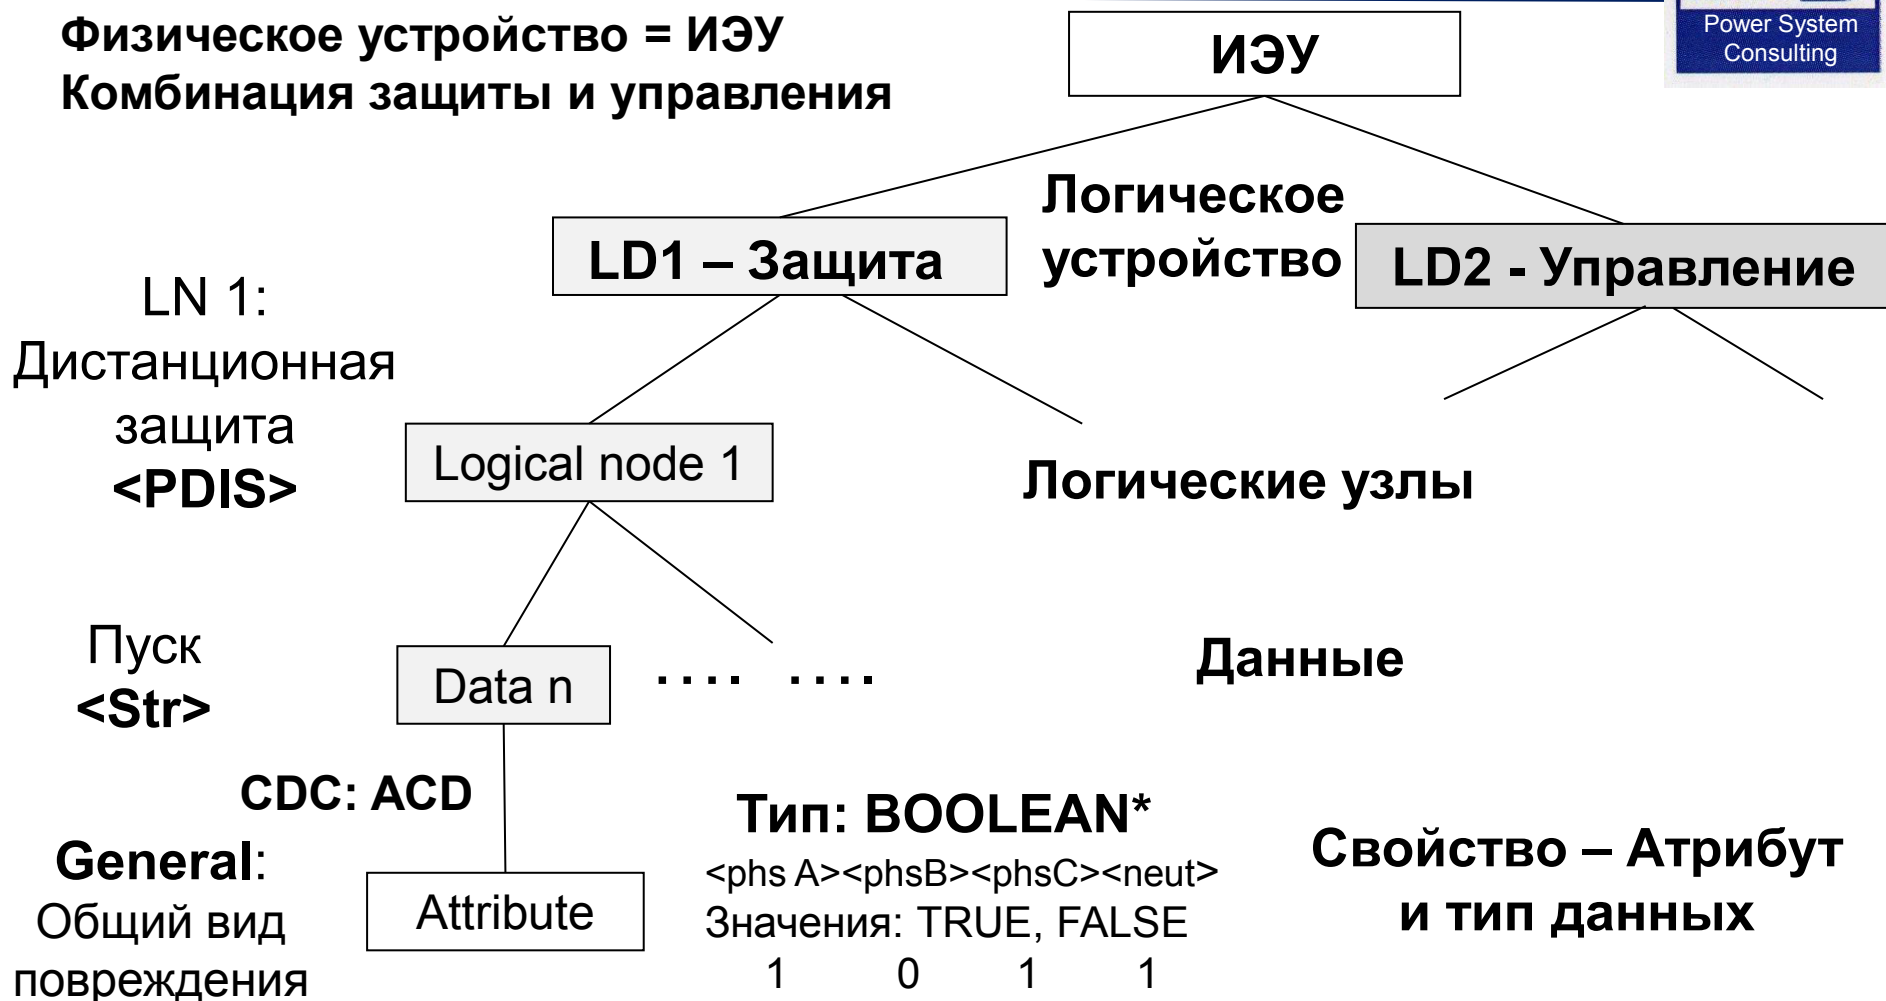 Физическое устройство = ИЭУ
Комбинация защиты и управления
Power System
Consulting
ИЭУ
Логическое
устройство
LD1 – Защита
LD2 - Управление
LN 1:
Дистанционная
защита
<PDIS>
Logical node 1
Логические узлы
Пуск
<Str>
Data n
.... ....
Данные
CDC: ACD
General:
Общий вид
повреждения
Attribute
Тип: BOOLEAN*
<phs A><phsB><phsC><neut>
Значения: TRUE, FALSE
1 0 1 1
Свойство – Атрибут
и тип данных